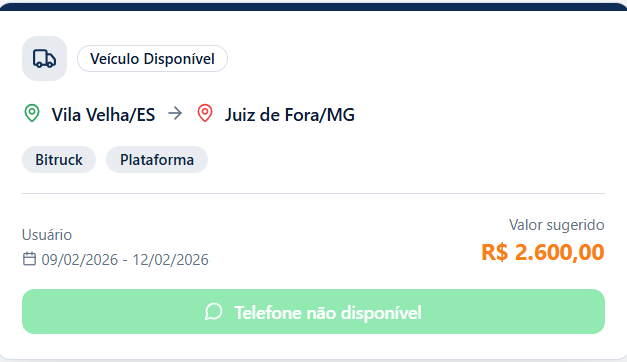 Veículo Disponível
Vila Velha/ES → Juiz de Fora/MG
Bitruck Plataforma
Usuário
09/02/2026 - 12/02/2026
Valor sugerido
R$ 2.600,00
Telefone não disponível